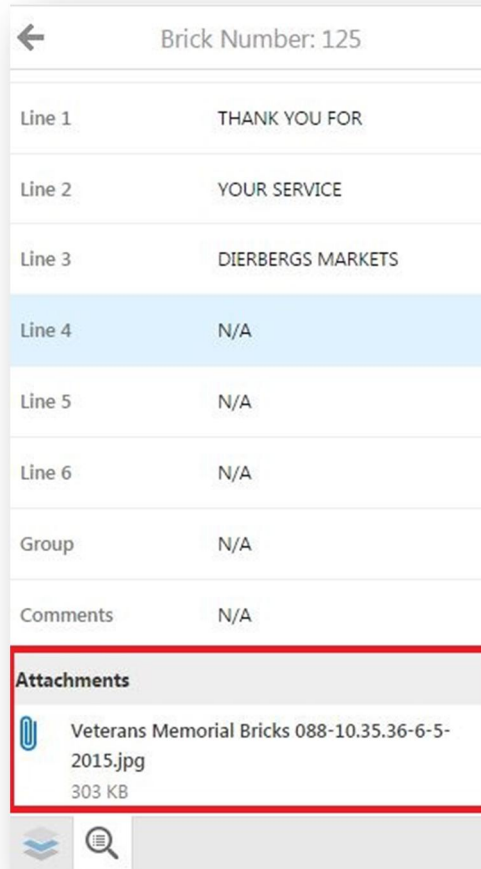 Brick Number: 125
Line 1 THANK YOU FOR
Line 2 YOUR SERVICE
Line 3 DIERBERGS MARKETS
Line 4 N/A
Line 5 N/A
Line 6 N/A
Group N/A
Comments N/A
Attachments
Veterans Memorial Bricks 088-10.35.36-6-5-
2015.jpg
303 KB